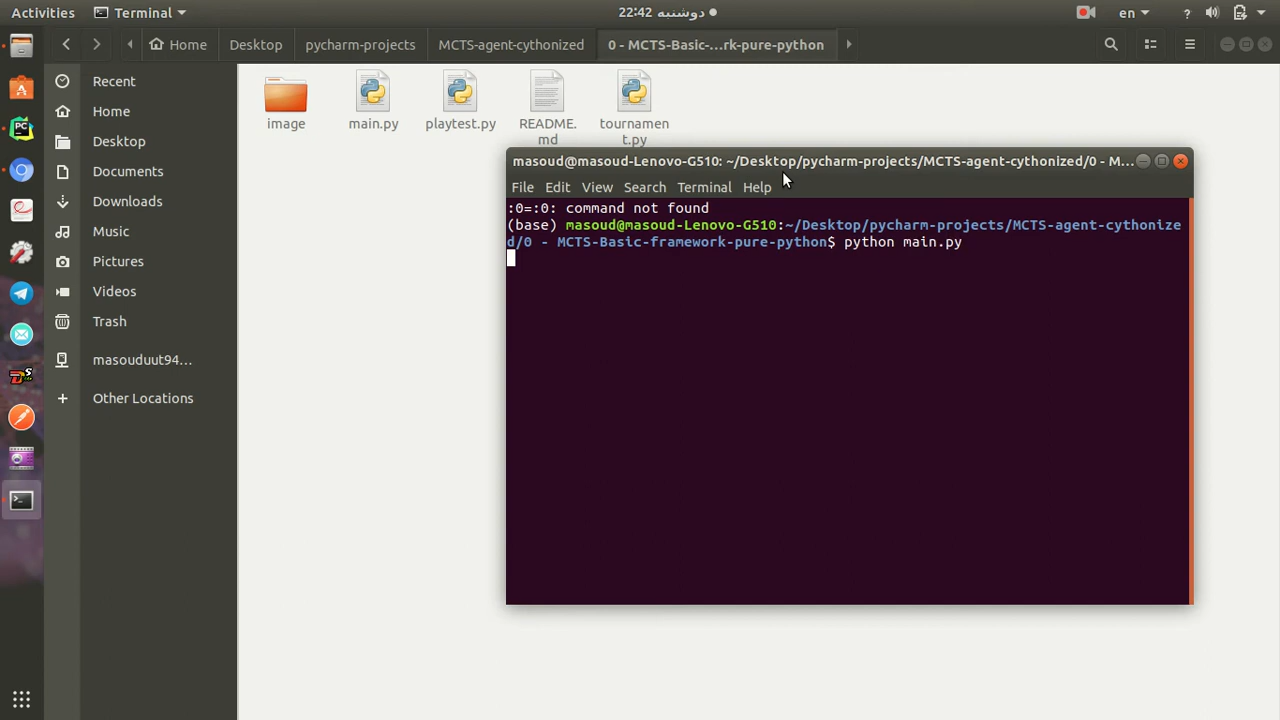 Activities
Terminal
دوشنبه 22:42
en
Home
Desktop
pycharm-projects
MCTS-agent-cythonized
0 - MCTS-Basic-...rk-pure-python
Recent
Home
Desktop
Documents
Downloads
Music
Pictures
Videos
Trash
masouduut94...
Other Locations
image
main.py
playtest.py
README.
md
tournamen
t.py
masoud@masoud-Lenovo-G510: ~/Desktop/pycharm-projects/MCTS-agent-cythonized/0 - M...
File Edit View Search Terminal Help
:0=:0: command not found
(base) masoud@masoud-Lenovo-G510:~/Desktop/pycharm-projects/MCTS-agent-cythonize
d/0 - MCTS-Basic-framework-pure-python$ python main.py